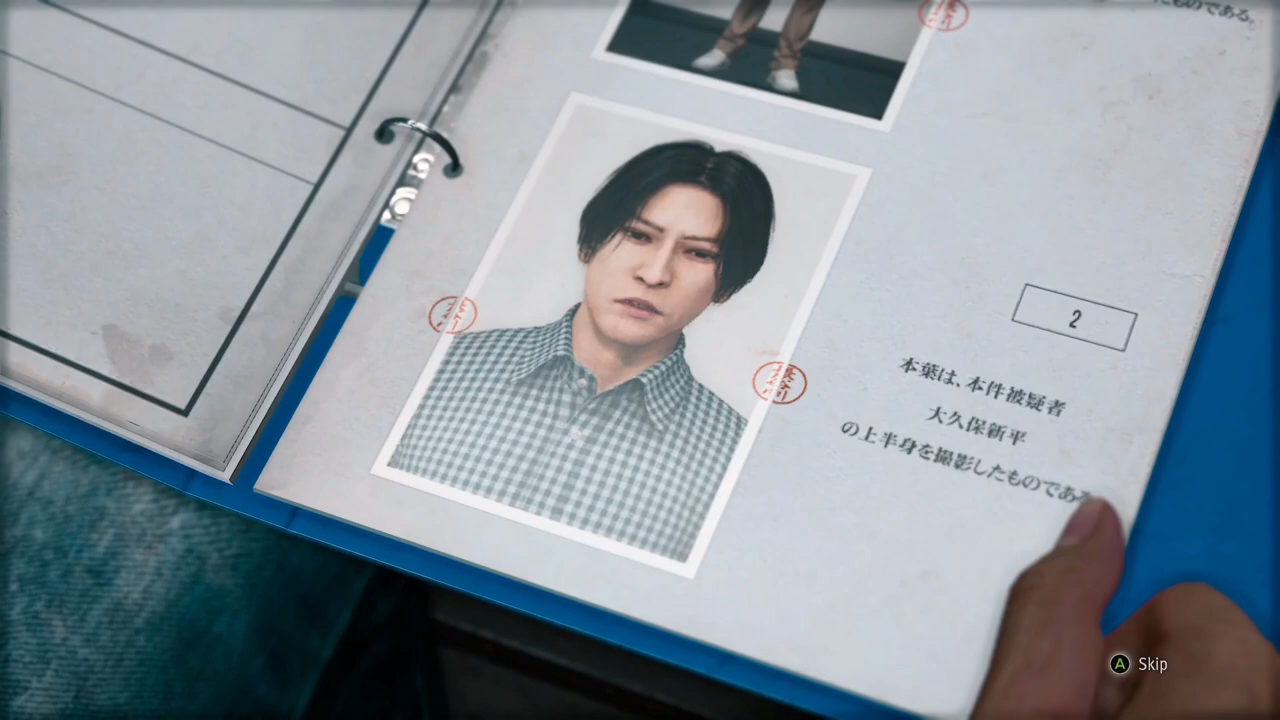 たものである。
2
本葉は、本件被疑者
大久保新平
の上半身を撮影したものである
Skip